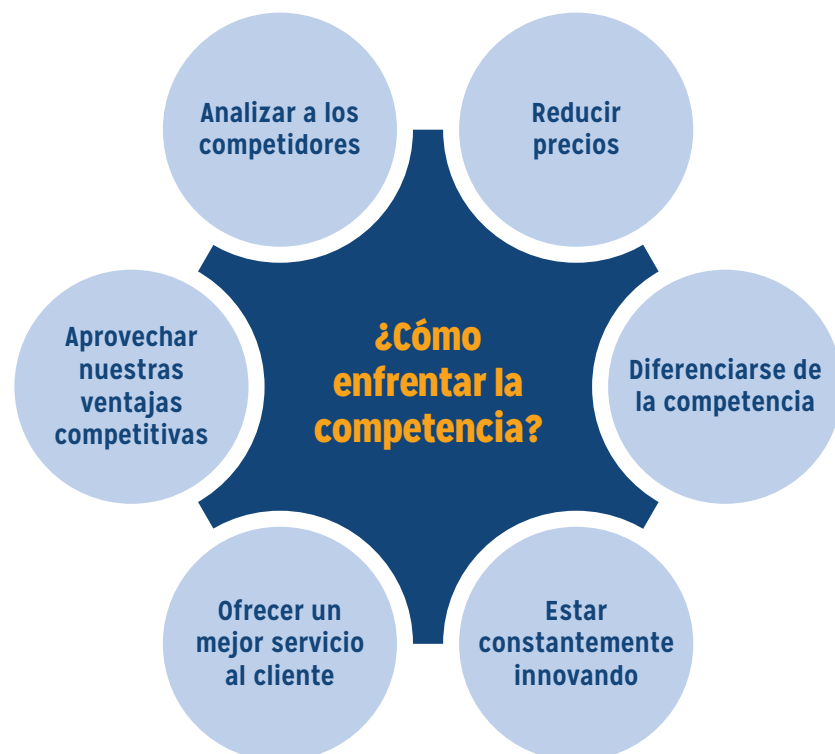 Analizar a los
competidores
Reducir
precios
Aprovechar
nuestras
ventajas
competitivas
¿Cómo
enfrentar la
competencia?
Diferenciarse de
la competencia
Ofrecer un
mejor servicio
al cliente
Estar
constantemente
innovando